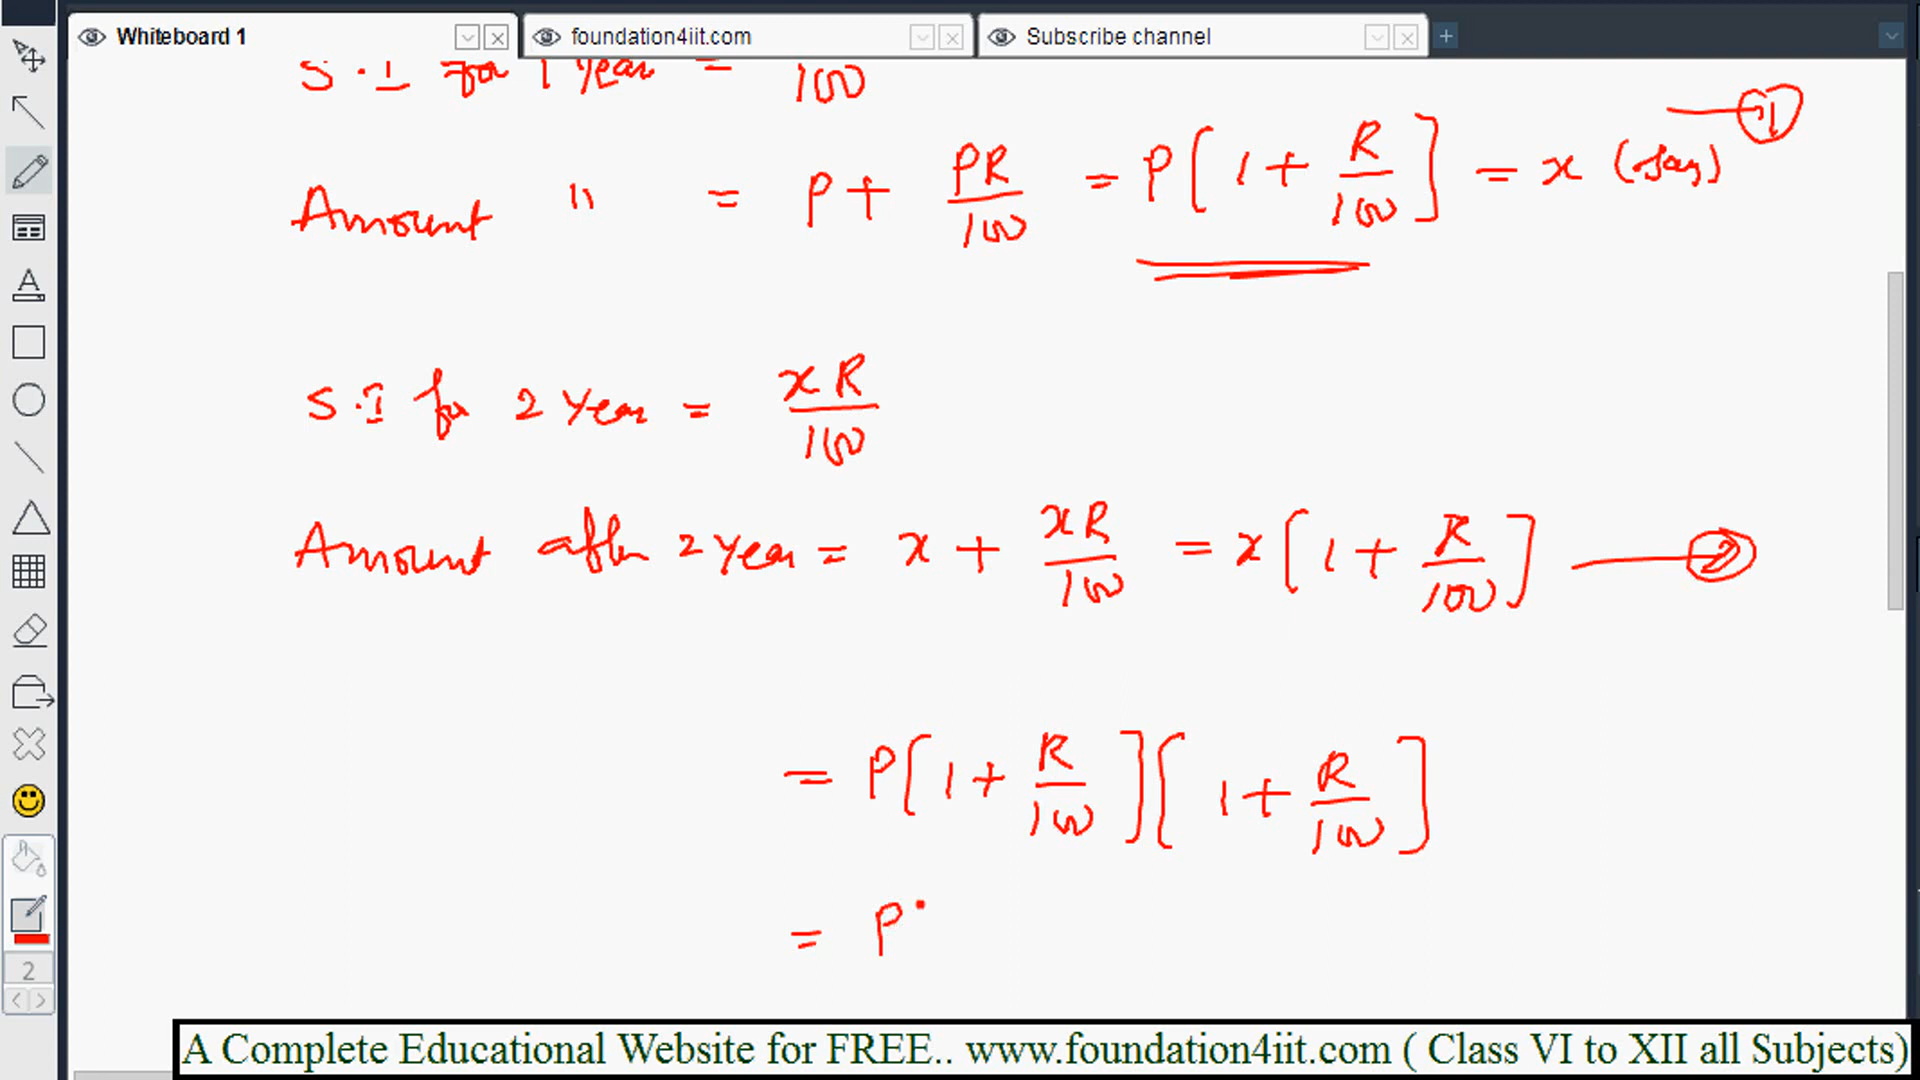 Whiteboard 1 foundation4iit.com Subscribe channel +
S.I for 1 Year = 100
1
Amount " = P + PR/100 = P[1 + R/100] = x (say)
S.I for 2 Year = xR/100
Amount after 2 Year = x + xR/100 = x[1 + R/100] 2
= P[1 + R/100][1 + R/100]
= P
2
A Complete Educational Website for FREE.. www.foundation4iit.com ( Class VI to XII all Subjects)